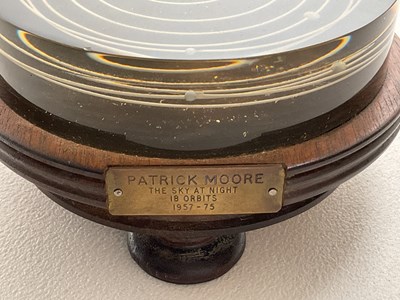 PATRICK MOORE
THE SKY AT NIGHT
18 ORBITS
1957-75